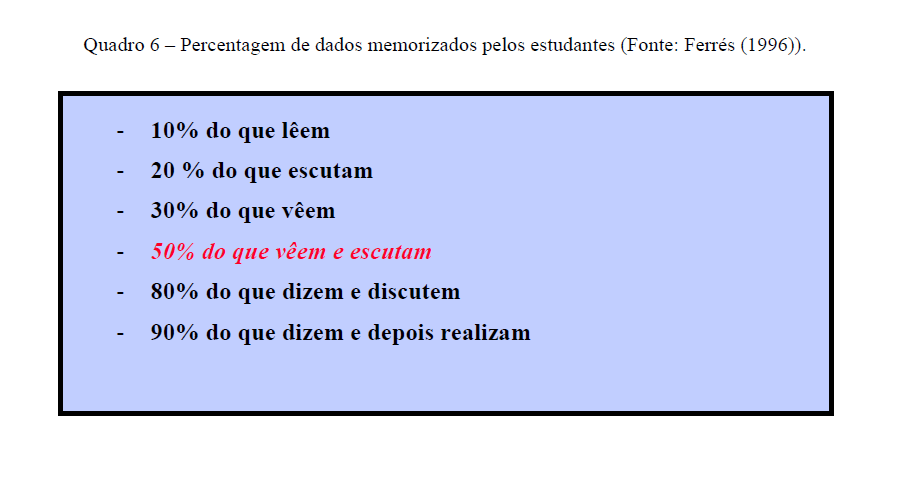 Quadro 6 – Percentagem de dados memorizados pelos estudantes (Fonte: Ferrés (1996)).
- 10% do que lêem
- 20 % do que escutam
- 30% do que vêem
- 50% do que vêem e escutam
- 80% do que dizem e discutem
- 90% do que dizem e depois realizam